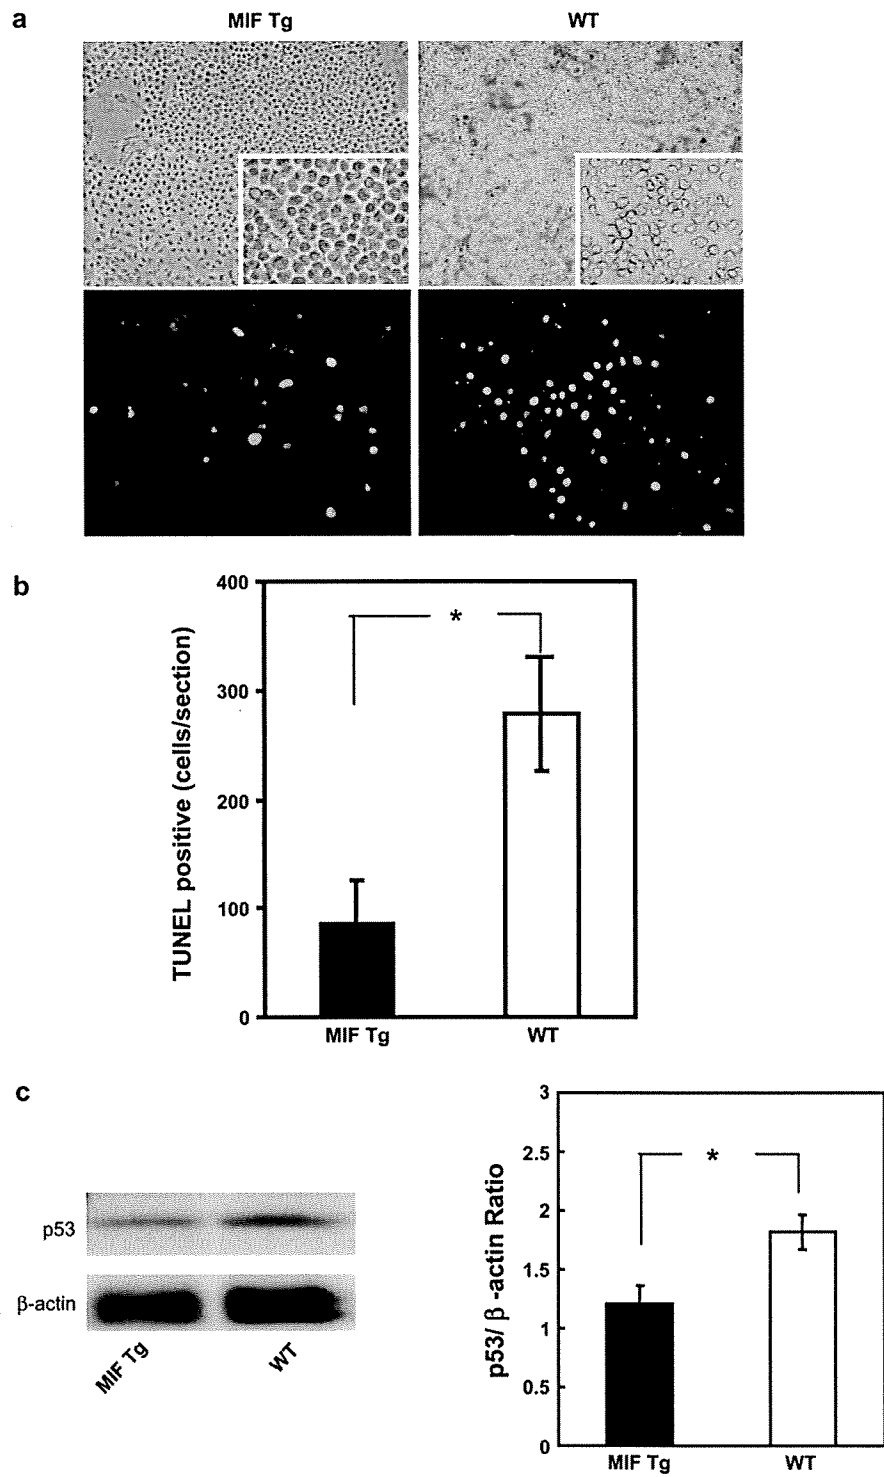 a
MIF Tg
WT
b
TUNEL positive (cells/section)
400
300
200
100
0
*
MIF Tg
WT
c
p53
β-actin
MIF Tg
WT
p53/ β -actin Ratio
3
2.5
2
1.5
1
0.5
0
*
MIF Tg
WT